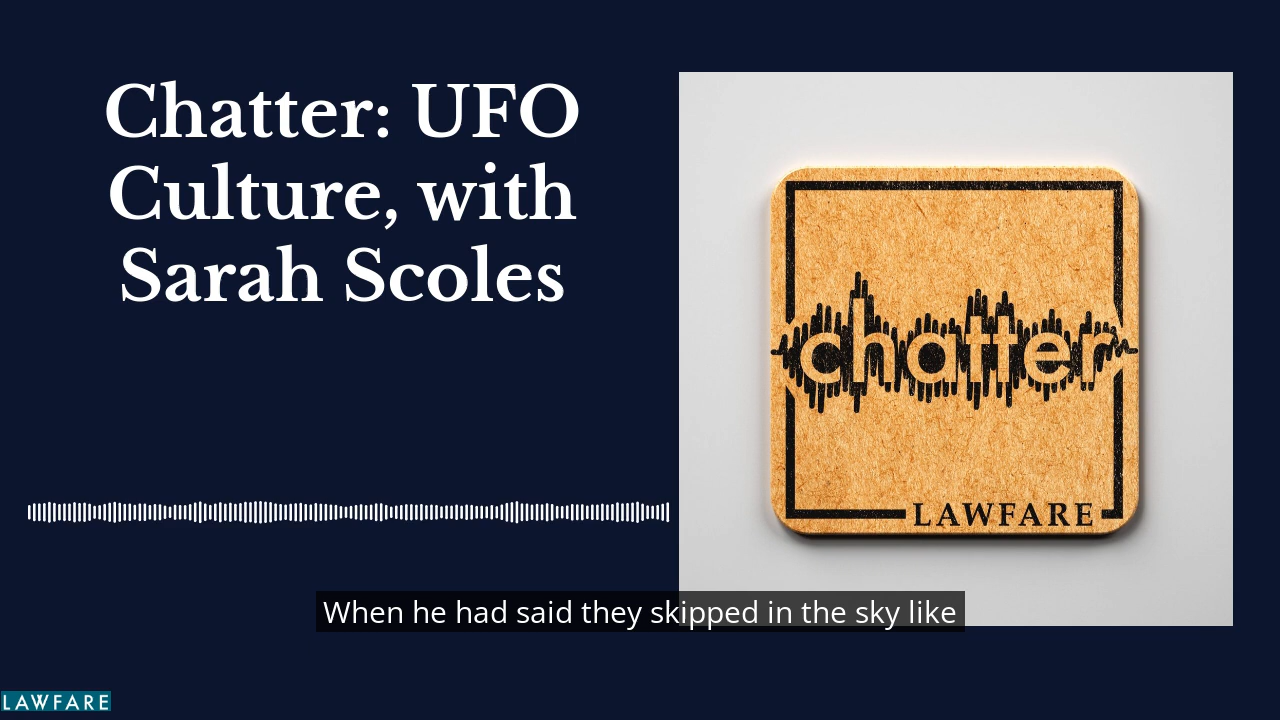 Chatter: UFO
Culture, with
Sarah Scoles
chatter
LAWFARE
When he had said they skipped in the sky like
LAWFARE